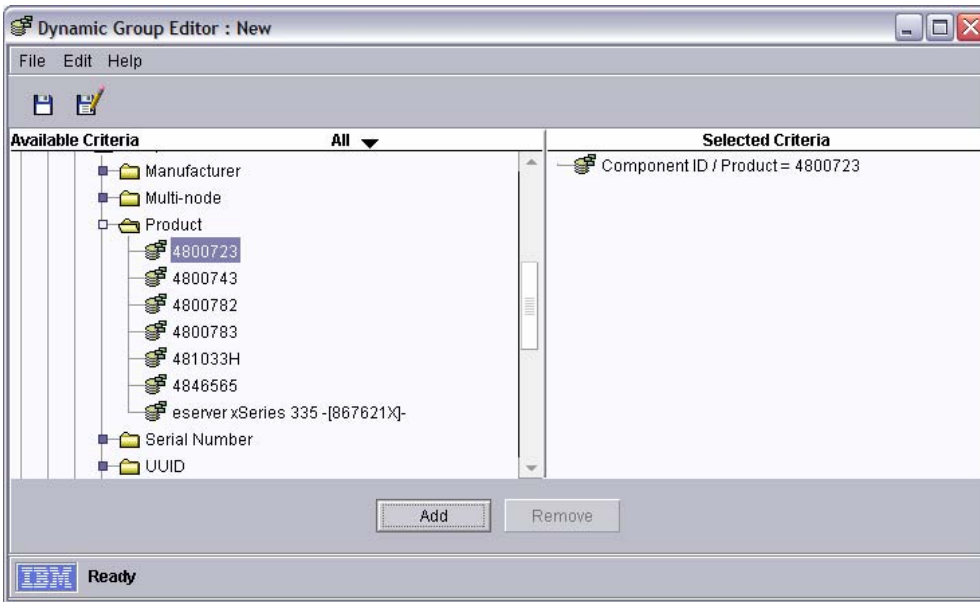 Dynamic Group Editor : New
File Edit Help
Available Criteria All
Selected Criteria
Manufacturer
Multi-node
Product
4800723
4800743
4800782
4800783
481033H
4846565
eserver xSeries 335 -[867621X]-
Serial Number
UUID
Component ID / Product = 4800723
Add Remove
IBM Ready